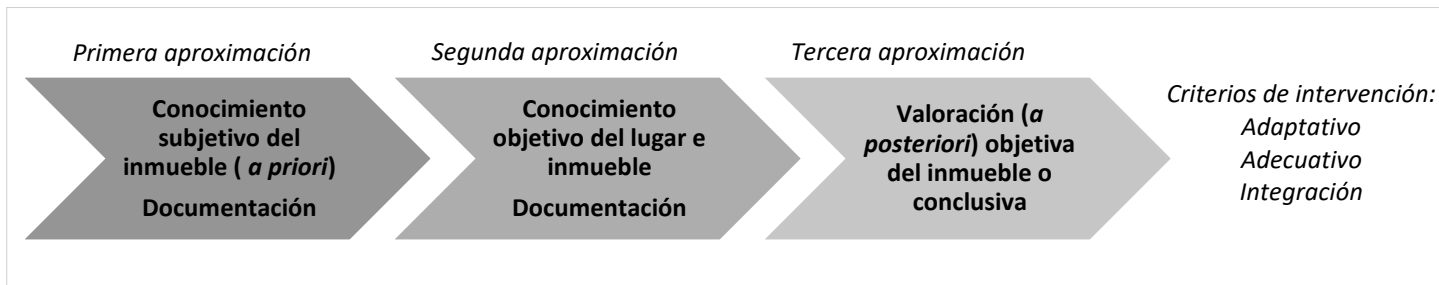 Primera aproximación
Conocimiento
subjetivo del
inmueble ( a priori)
Documentación
Segunda aproximación
Conocimiento
objetivo del lugar e
inmueble
Documentación
Tercera aproximación
Valoración (a
posteriori) objetiva
del inmueble o
conclusiva
Criterios de intervención:
Adaptativo
Adecuativo
Integración